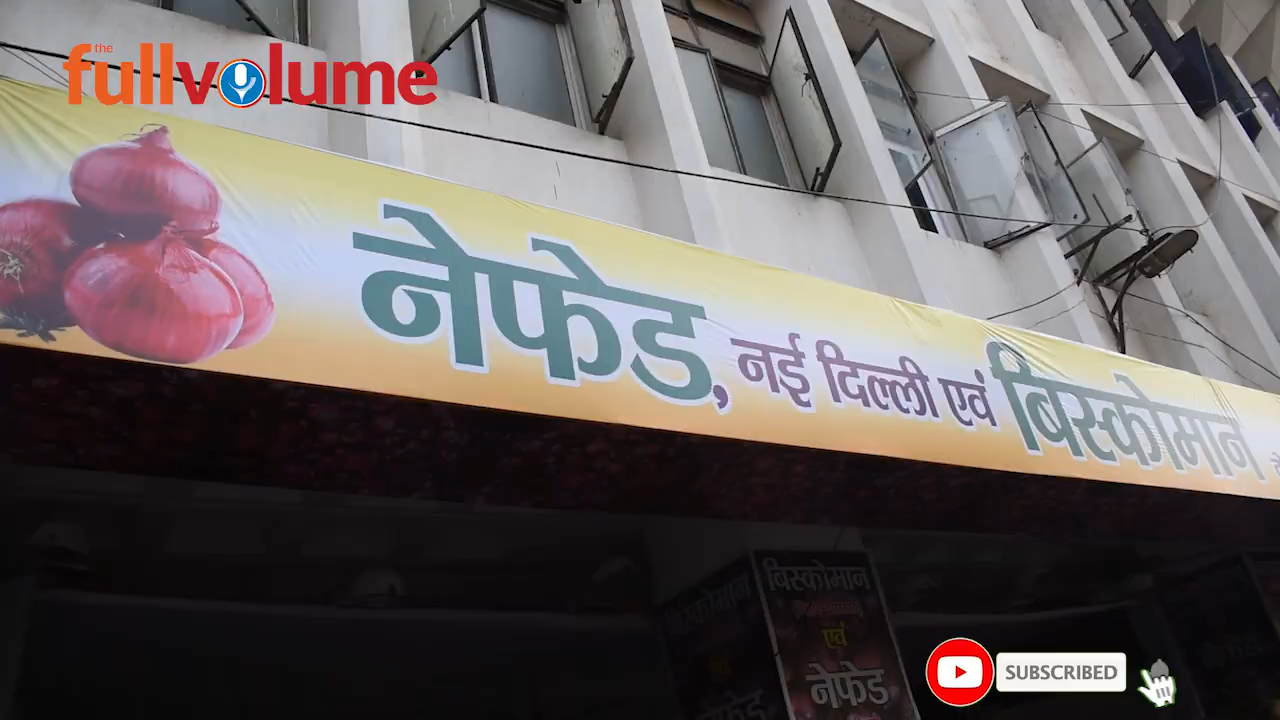 the
fullvolume
नेफेड, नई दिल्ली एवं बिस्कोमान
बिस्कोमान
एवं
नेफेड
SUBSCRIBED